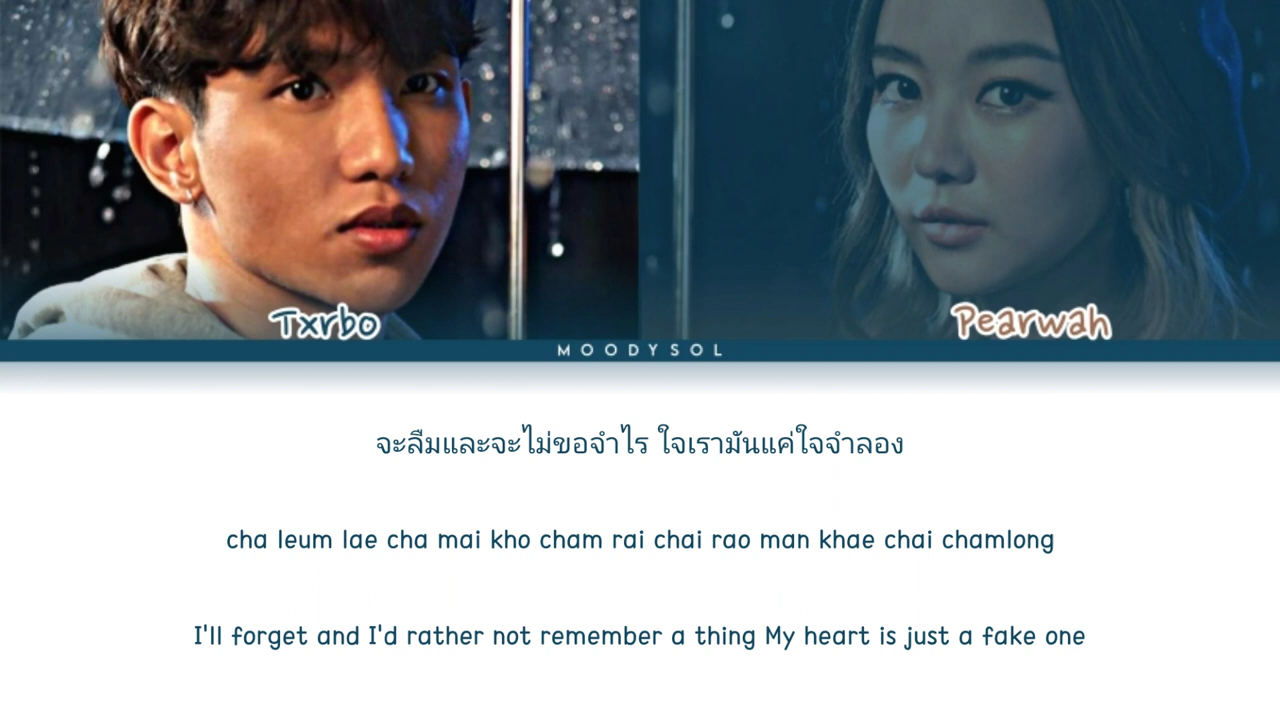 Txrbo
Pearwah
MOODYSOL
จะลืมและจะไม่ขอจำไร ใจเรามันแค่ใจจำลอง
cha leum lae cha mai kho cham rai chai rao man khae chai chamlong
I'll forget and I'd rather not remember a thing My heart is just a fake one